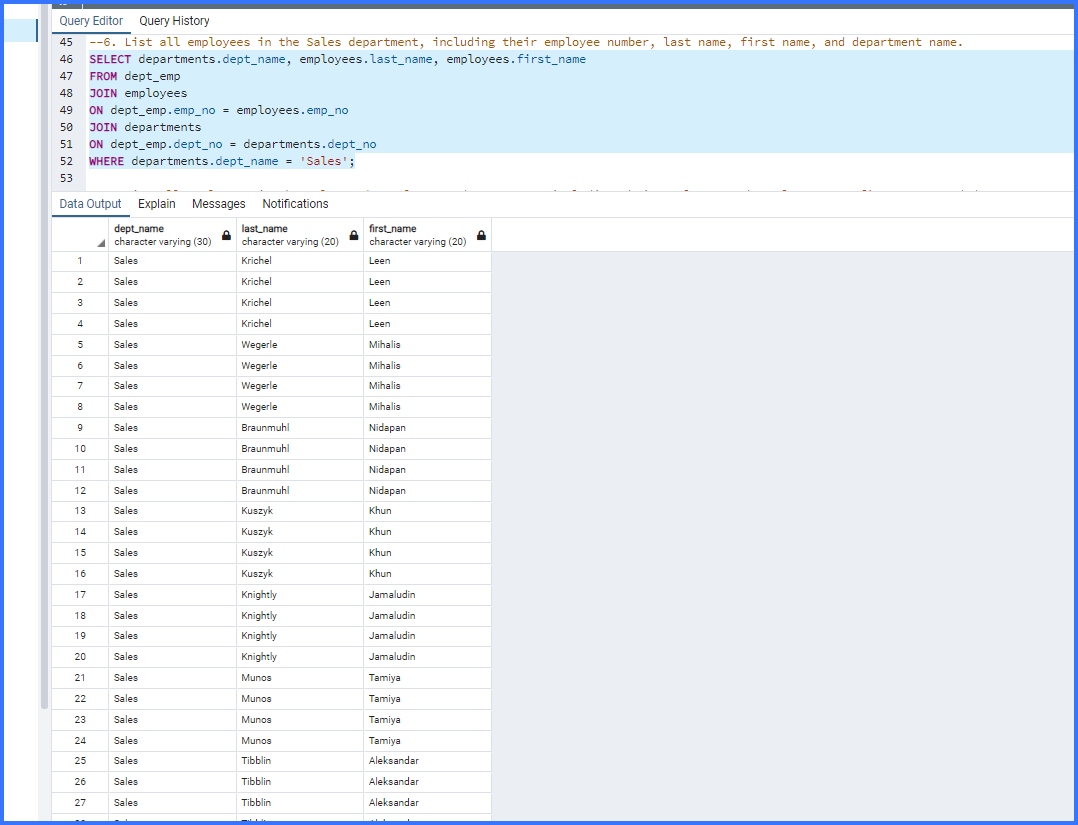 Query Editor Query History
45 --6. List all employees in the Sales department, including their employee number, last name, first name, and department name.
46 SELECT departments.dept_name, employees.last_name, employees.first_name
47 FROM dept_emp
48 JOIN employees
49 ON dept_emp.emp_no = employees.emp_no
50 JOIN departments
51 ON dept_emp.dept_no = departments.dept_no
52 WHERE departments.dept_name = 'Sales';
53
Data Output Explain Messages Notifications
dept_name last_name first_name
character varying (30) character varying (20) character varying (20)
1 Sales Krichel Leen
2 Sales Krichel Leen
3 Sales Krichel Leen
4 Sales Krichel Leen
5 Sales Wegerle Mihalis
6 Sales Wegerle Mihalis
7 Sales Wegerle Mihalis
8 Sales Wegerle Mihalis
9 Sales Braunmuhl Nidapan
10 Sales Braunmuhl Nidapan
11 Sales Braunmuhl Nidapan
12 Sales Braunmuhl Nidapan
13 Sales Kuszyk Khun
14 Sales Kuszyk Khun
15 Sales Kuszyk Khun
16 Sales Kuszyk Khun
17 Sales Knightly Jamaludin
18 Sales Knightly Jamaludin
19 Sales Knightly Jamaludin
20 Sales Knightly Jamaludin
21 Sales Munos Tamiya
22 Sales Munos Tamiya
23 Sales Munos Tamiya
24 Sales Munos Tamiya
25 Sales Tibblin Aleksandar
26 Sales Tibblin Aleksandar
27 Sales Tibblin Aleksandar